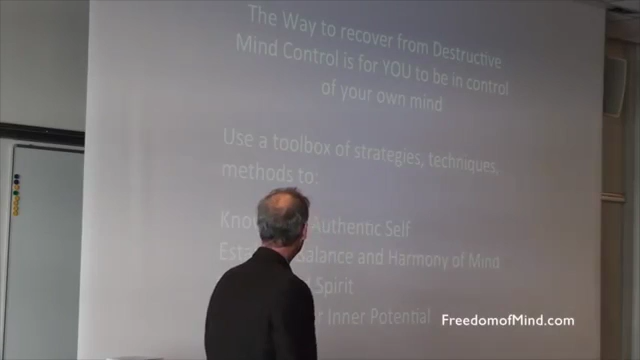 The Way to recover from Destructive
Mind Control is for YOU to be in control
of your own mind
Use a toolbox of strategies, techniques,
methods to:
Authentic Self
Balance and Harmony of Mind
Spirit
Inner Potential
FreedomofMind.com